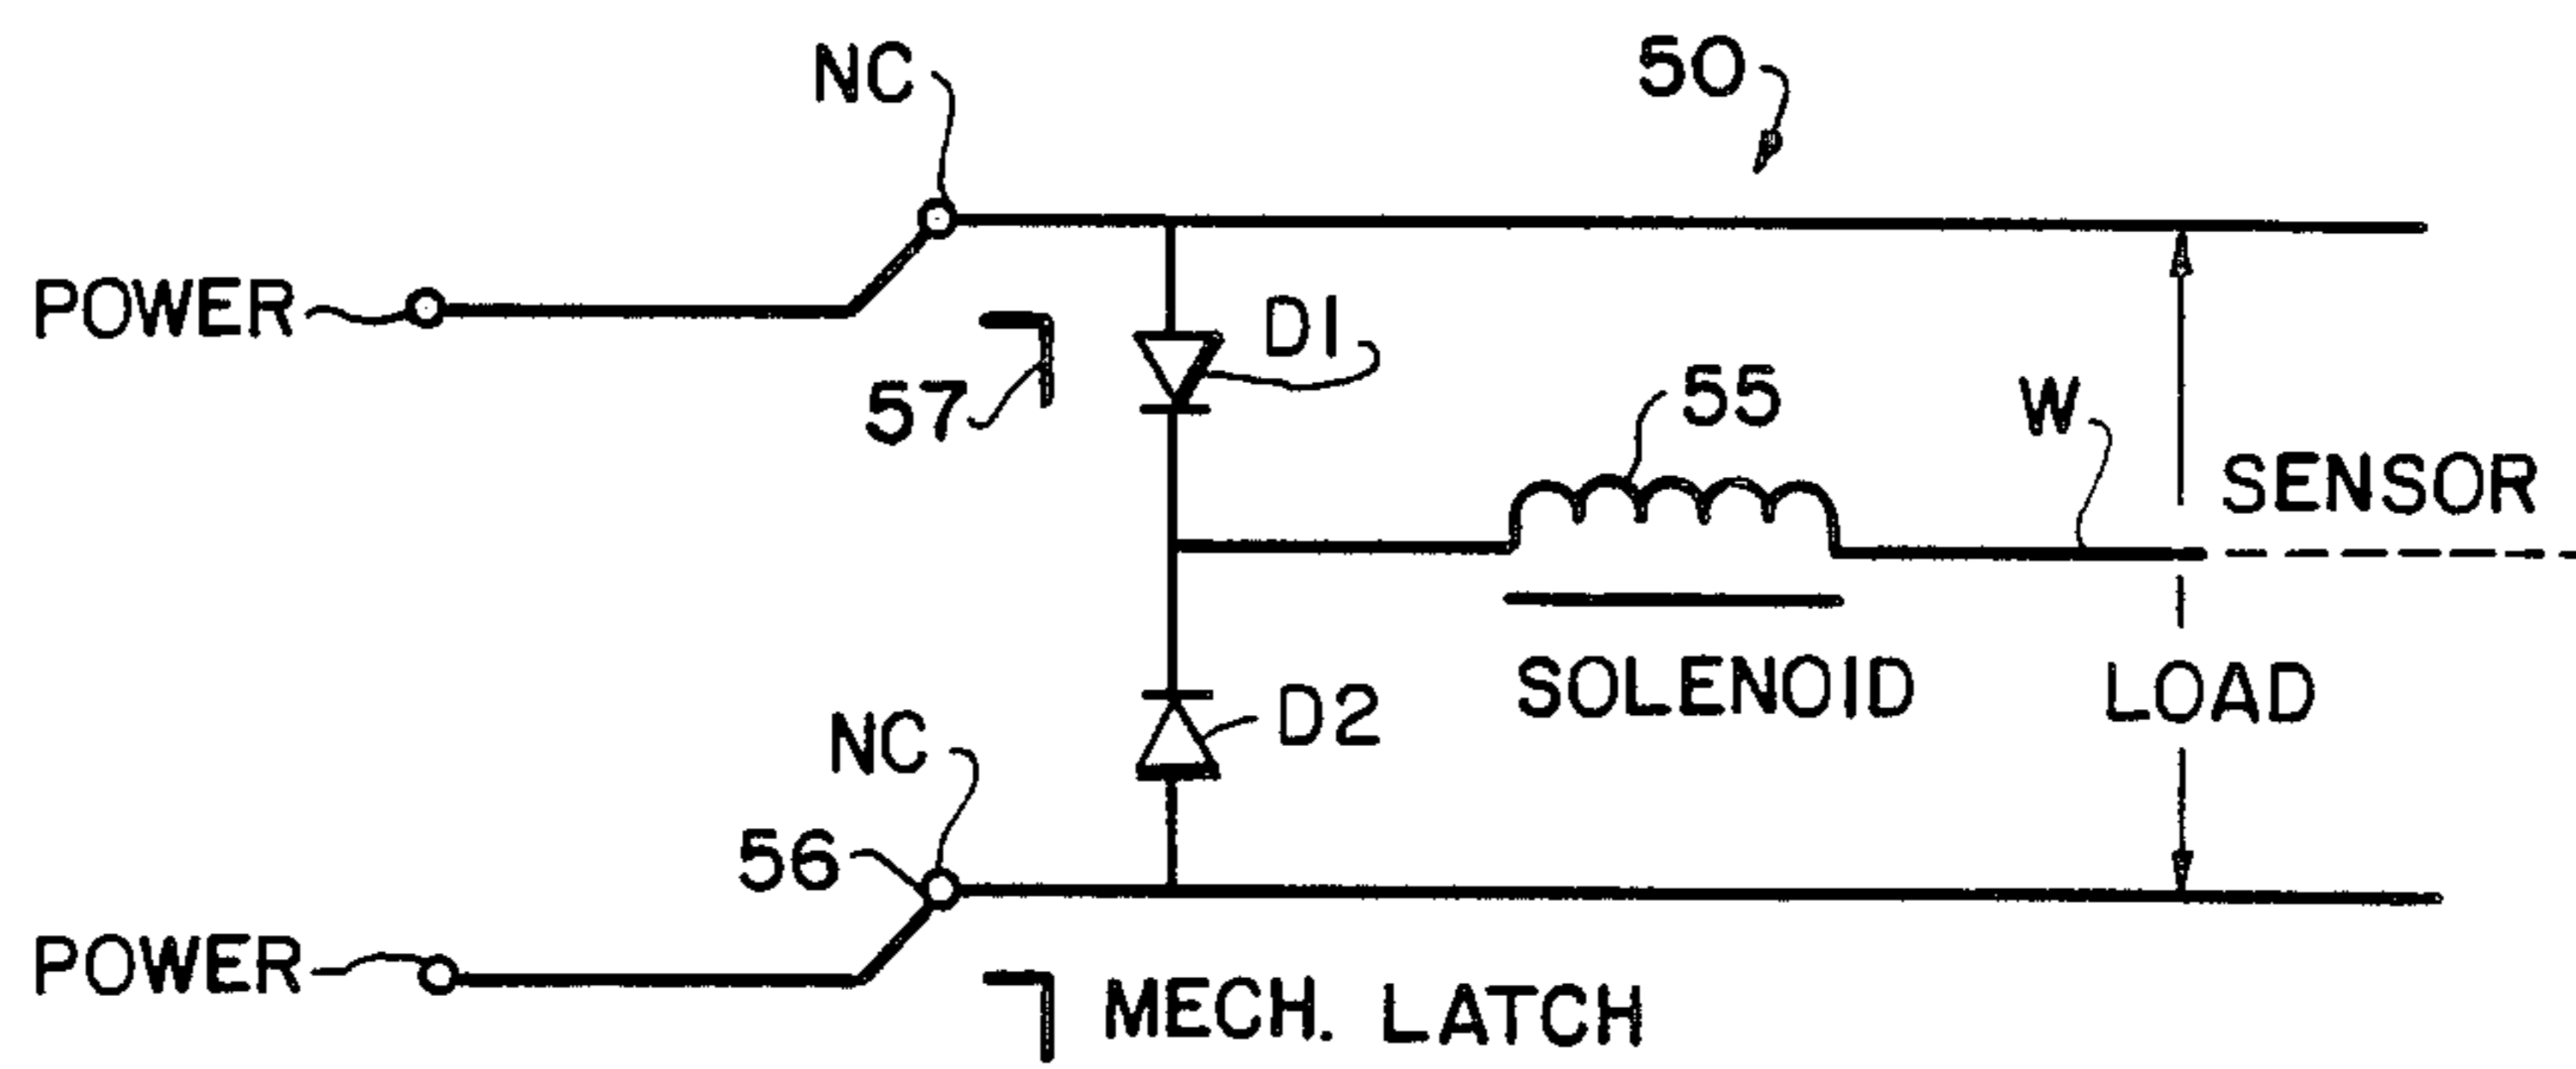 NC
50
POWER
D1
57
55
W
SENSOR
SOLENOID
LOAD
D2
NC
56
POWER
MECH. LATCH